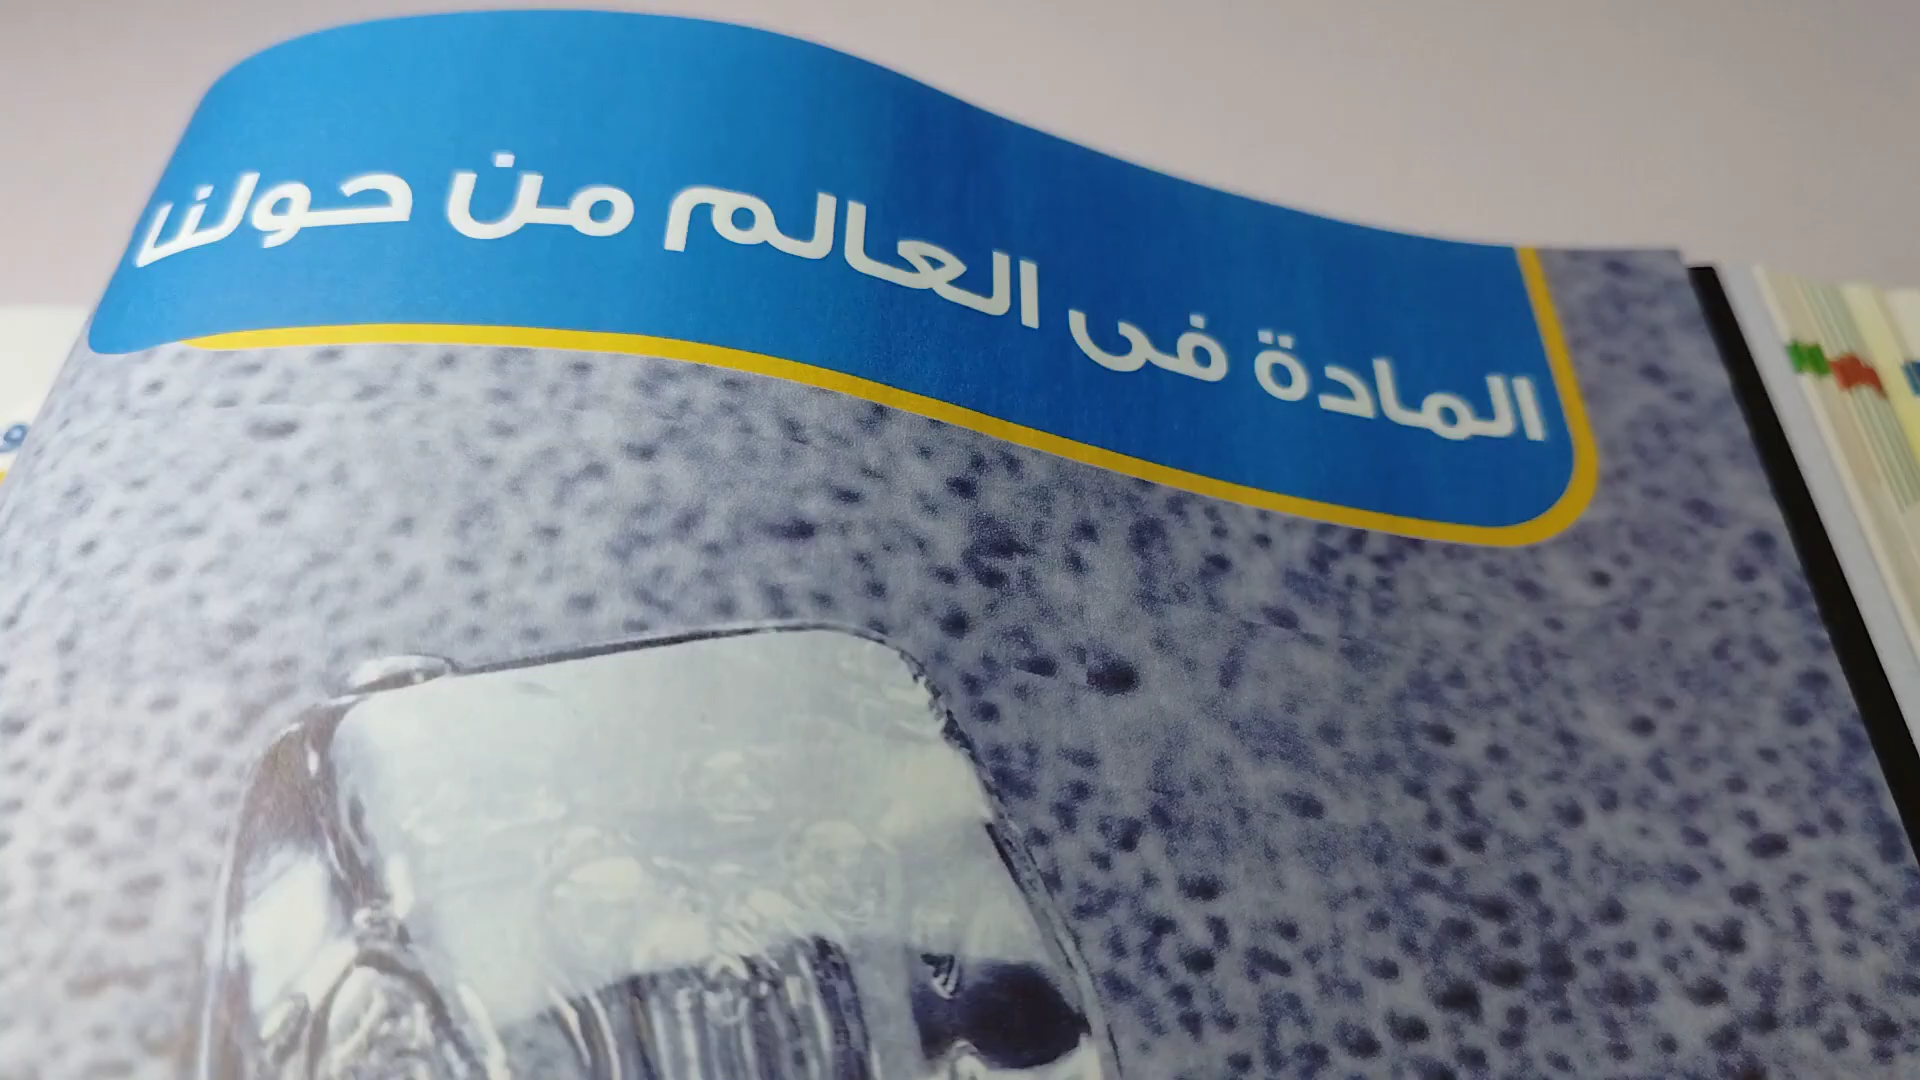 المادة فى العالم من حولنا